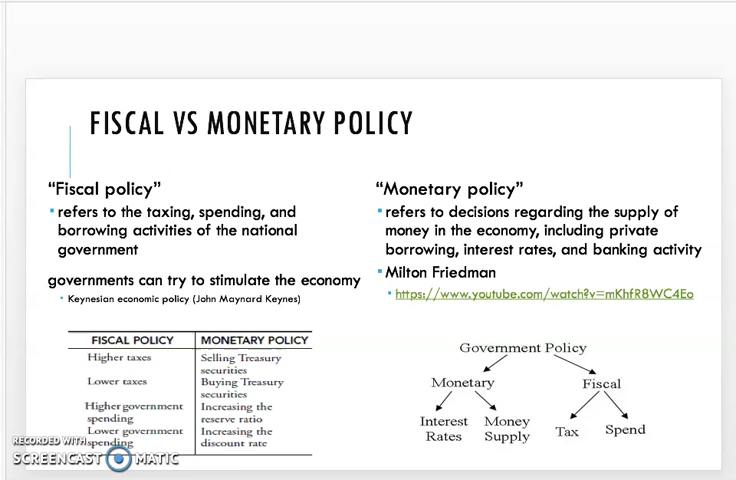 FISCAL VS MONETARY POLICY
“Fiscal policy”
refers to the taxing, spending, and
borrowing activities of the national
government
governments can try to stimulate the economy
Keynesian economic policy (John Maynard Keynes)
“Monetary policy”
refers to decisions regarding the supply of
money in the economy, including private
borrowing, interest rates, and banking activity
Milton Friedman
https://www.youtube.com/watch?v=mKhfR8WC4Eo
FISCAL POLICY MONETARY POLICY
Higher taxes Selling Treasury
securities
Lower taxes Buying Treasury
securities
Higher government Increasing the
spending reserve ratio
Lower government Increasing the
spending discount rate
Government Policy
Monetary Fiscal
Interest Money Tax Spend
Rates Supply
RECORDED WITH
SCREENCAST MATIC